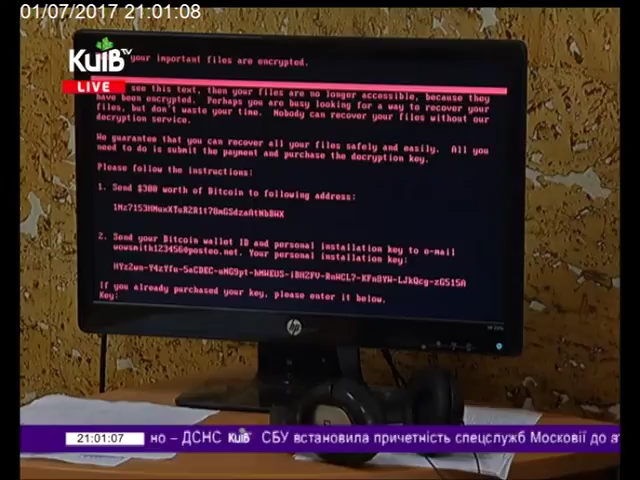 01/07/2017 21:01:08
КиїВ TV
LIVE
your important files are encrypted.
see this text, then your files are no longer accessible, because they
have been encrypted. Perhaps you are busy looking for a way to recover your
files, but don't waste your time. Nobody can recover your files without our
decryption service.
We guarantee that you can recover all your files safely and easily. All you
need to do is submit the payment and purchase the decryption key.
Please follow the instructions:
1. Send $300 worth of Bitcoin to following address:
1Mz7153HMuxXTuR2R1t78mGSdzaAtNbBWX
2. Send your Bitcoin wallet ID and personal installation key to e-mail
wowsmith123456@posteo.net. Your personal installation key:
If you already purchased your key, please enter it below.
Key:
hp
21:01:07 но – ДСНС КиїВ СБУ встановила причетність спецслужб Московії до ат